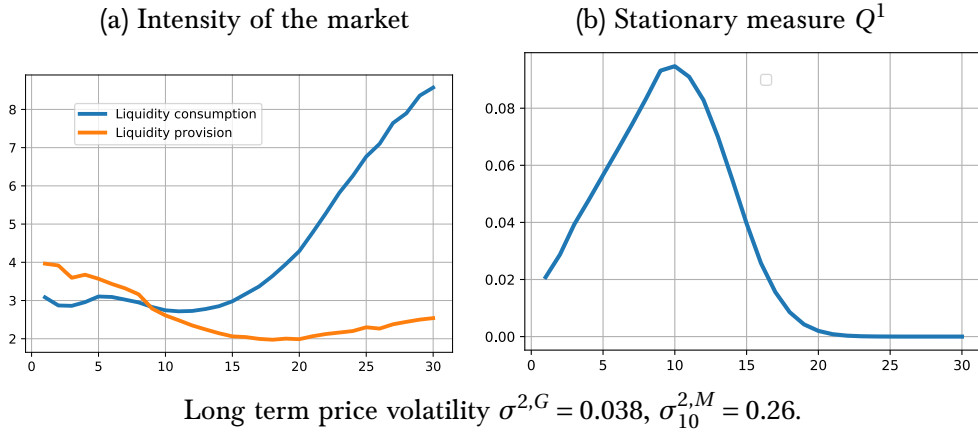 (a) Intensity of the market
(b) Stationary measure Q¹
8
7
6
5
4
3
2
Liquidity consumption
Liquidity provision
0 5 10 15 20 25 30
0.08
0.06
0.04
0.02
0.00
0 5 10 15 20 25 30
Long term price volatility σ^{2,G} = 0.038, σ^{2,M}_{10} = 0.26.